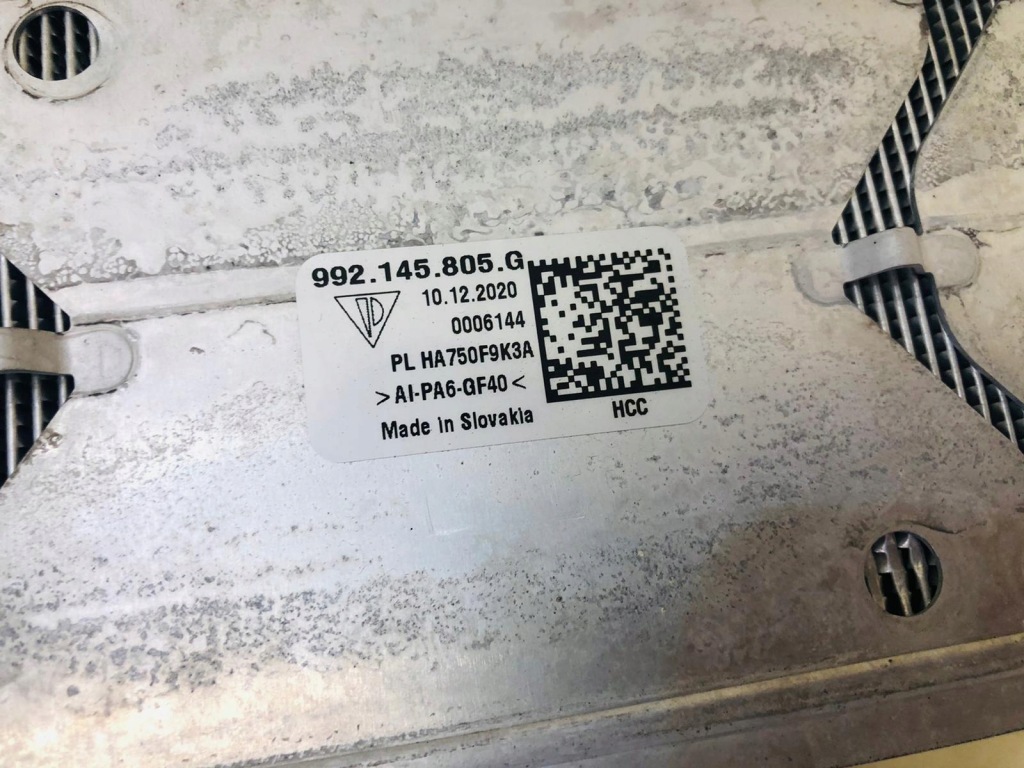 992.145.805.G
10.12.2020
0006144
PL HA750F9K3A
>AI-PA6-GF40<
Made in Slovakia
HCC